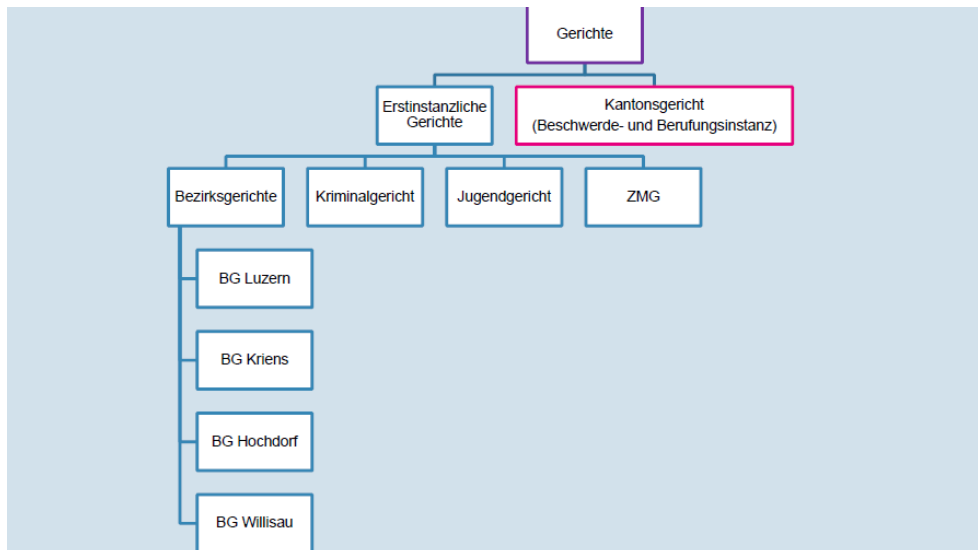 Gerichte
Erstinstanzliche
Gerichte
Kantonsgericht
(Beschwerde- und Berufungsinstanz)
Bezirksgerichte
Kriminalgericht
Jugendgericht
ZMG
BG Luzern
BG Kriens
BG Hochdorf
BG Willisau